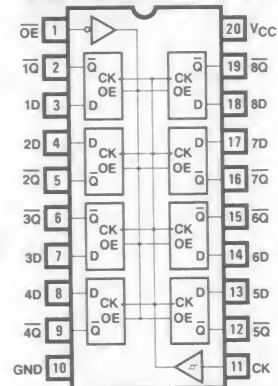 O̅E̅ 1 20 VCC
1Q̅ 2 Q̅ Q̅ 19 8Q̅
CK CK
OE OE
1D 3 D D 18 8D
2D 4 D D 17 7D
CK CK
OE OE
2Q̅ 5 Q̅ Q̅ 16 7Q̅
3Q̅ 6 Q̅ Q̅ 15 6Q̅
CK CK
OE OE
3D 7 D D 14 6D
4D 8 D D 13 5D
CK CK
OE OE
4Q̅ 9 Q̅ Q̅ 12 5Q̅
GND 10 11 CK